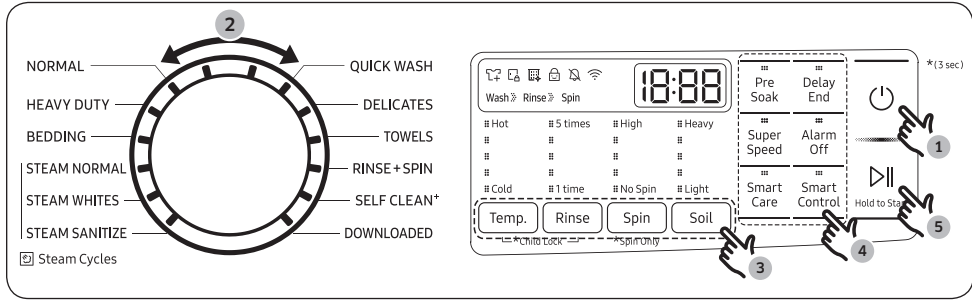 2
NORMAL
HEAVY DUTY
BEDDING
STEAM NORMAL
STEAM WHITES
STEAM SANITIZE
Steam Cycles
QUICK WASH
DELICATES
TOWELS
RINSE+SPIN
SELF CLEAN+
DOWNLOADED
Wash» Rinse» Spin
18:88
Hot 5 times High Heavy
Cold 1 time No Spin Light
Temp. Rinse Spin Soil
*Child Lock *Spin Only
3
Pre Soak
Delay End
Super Speed
Alarm Off
Smart Care
Smart Control
4
*(3 sec)
1
Hold to Start
5